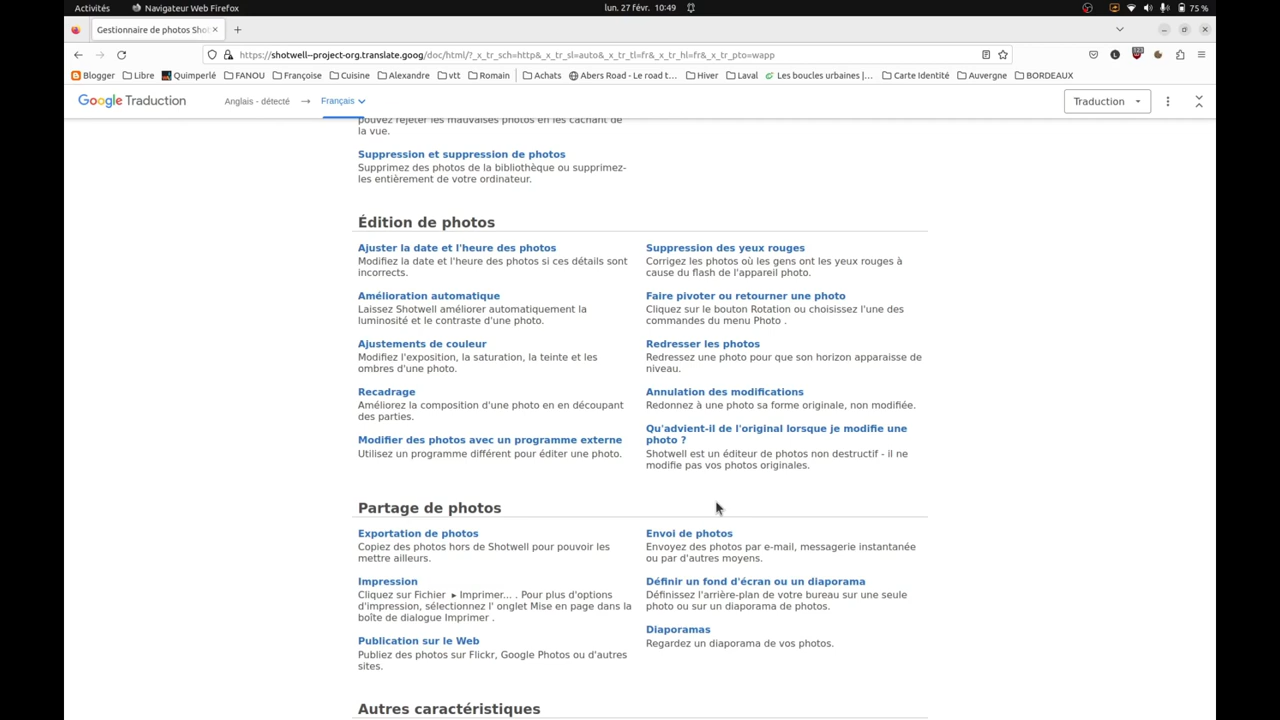 Activités
Navigateur Web Firefox
lun. 27 févr. 10:49
75 %
Gestionnaire de photos Sho
https://shotwell--project-org.translate.goog/doc/html/?_x_tr_sch=http&_x_tr_sl=auto&_x_tr_tl=fr&_x_tr_hl=fr&_x_tr_pto=wapp
Blogger
Libre
Quimperlé
FANOU
Françoise
Cuisine
Alexandre
vtt
Romain
Achats
Abers Road - Le road t…
Hiver
Laval
Les boucles urbaines |…
Carte Identité
Auvergne
BORDEAUX
Google Traduction
Anglais - détecté → Français
Traduction
pouvez rejeter les mauvaises photos en les cachant de
la vue.
Suppression et suppression de photos
Supprimez des photos de la bibliothèque ou supprimez-
les entièrement de votre ordinateur.
Édition de photos
Ajuster la date et l'heure des photos
Modifiez la date et l'heure des photos si ces détails sont
incorrects.
Amélioration automatique
Laissez Shotwell améliorer automatiquement la
luminosité et le contraste d'une photo.
Ajustements de couleur
Modifiez l'exposition, la saturation, la teinte et les
ombres d'une photo.
Recadrage
Améliorez la composition d'une photo en en découpant
des parties.
Modifier des photos avec un programme externe
Utilisez un programme différent pour éditer une photo.
Suppression des yeux rouges
Corrigez les photos où les gens ont les yeux rouges à
cause du flash de l'appareil photo.
Faire pivoter ou retourner une photo
Cliquez sur le bouton Rotation ou choisissez l'une des
commandes du menu Photo .
Redresser les photos
Redressez une photo pour que son horizon apparaisse de
niveau.
Annulation des modifications
Redonnez à une photo sa forme originale, non modifiée.
Qu'advient-il de l'original lorsque je modifie une
photo ?
Shotwell est un éditeur de photos non destructif - il ne
modifie pas vos photos originales.
Partage de photos
Exportation de photos
Copiez des photos hors de Shotwell pour pouvoir les
mettre ailleurs.
Impression
Cliquez sur Fichier ▸ Imprimer... . Pour plus d'options
d'impression, sélectionnez l' onglet Mise en page dans la
boîte de dialogue Imprimer .
Publication sur le Web
Publiez des photos sur Flickr, Google Photos ou d'autres
sites.
Envoi de photos
Envoyez des photos par e-mail, messagerie instantanée
ou par d'autres moyens.
Définir un fond d'écran ou un diaporama
Définissez l'arrière-plan de votre bureau sur une seule
photo ou sur un diaporama de photos.
Diaporamas
Regardez un diaporama de vos photos.
Autres caractéristiques